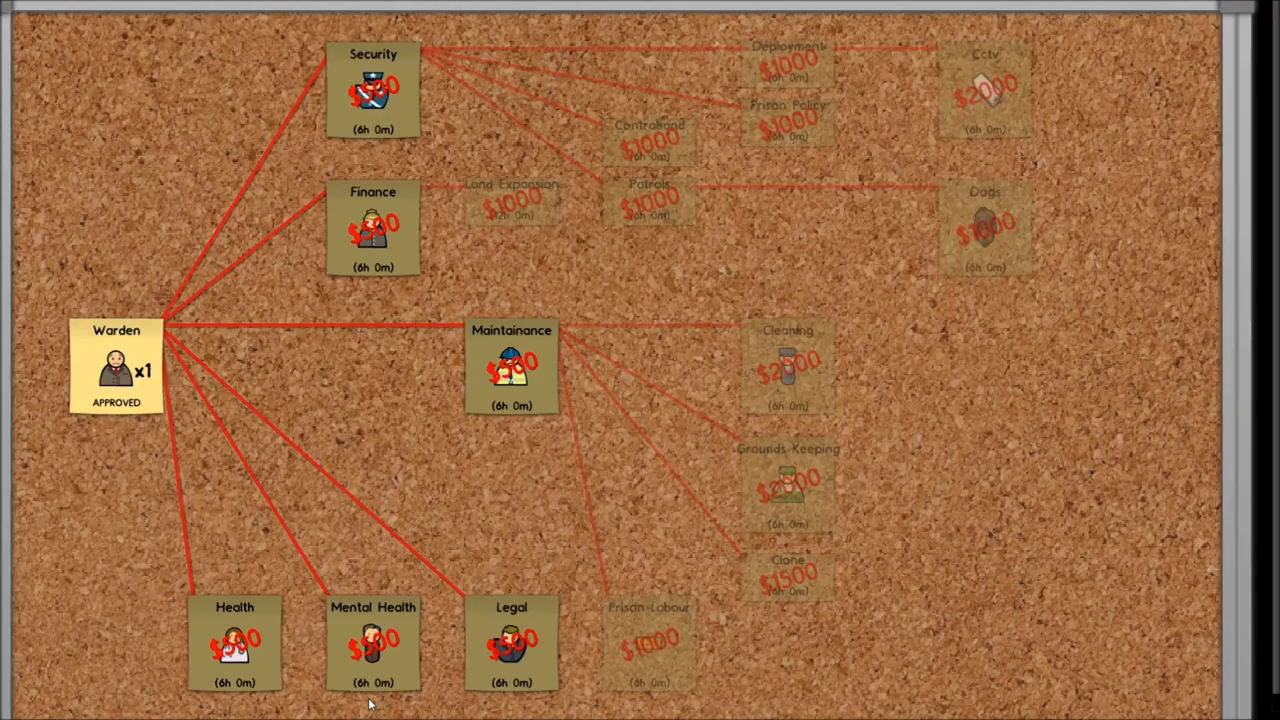 Security
$500
(6h 0m)
Deployment
$1000
(6h 0m)
Cctv
$2000
(6h 0m)
Prison Policy
$1000
(6h 0m)
Contraband
$1000
(6h 0m)
Finance
$500
(6h 0m)
Land Expansion
$1000
(12h 0m)
Patrols
$1000
(6h 0m)
Dogs
$1000
(6h 0m)
Warden
x1
APPROVED
Maintainance
$500
(6h 0m)
Cleaning
$2000
(6h 0m)
Grounds Keeping
$2000
(6h 0m)
Clone
$1500
(6h 0m)
Health
$500
(6h 0m)
Mental Health
$500
(6h 0m)
Legal
$500
(6h 0m)
Prison Labour
$1000
(6h 0m)